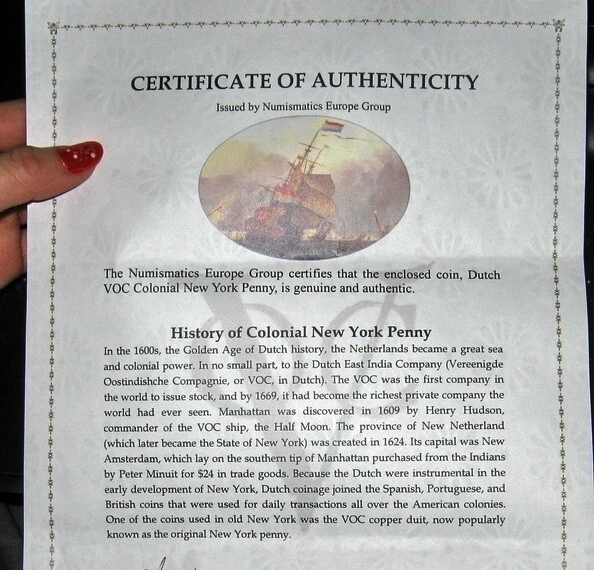 CERTIFICATE OF AUTHENTICITY
Issued by Numismatics Europe Group
The Numismatics Europe Group certifies that the enclosed coin, Dutch
VOC Colonial New York Penny, is genuine and authentic.
History of Colonial New York Penny
In the 1600s, the Golden Age of Dutch history, the Netherlands became a great sea
and colonial power. In no small part, to the Dutch East India Company (Vereenigde
Oostindishche Compagnie, or VOC, in Dutch). The VOC was the first company in
the world to issue stock, and by 1669, it had become the richest private company the
world had ever seen. Manhattan was discovered in 1609 by Henry Hudson,
commander of the VOC ship, the Half Moon. The province of New Netherland
(which later became the State of New York) was created in 1624. Its capital was New
Amsterdam, which lay on the southern tip of Manhattan purchased from the Indians
by Peter Minuit for $24 in trade goods. Because the Dutch were instrumental in the
early development of New York, Dutch coinage joined the Spanish, Portuguese, and
British coins that were used for daily transactions all over the American colonies.
One of the coins used in old New York was the VOC copper duit, now popularly
known as the original New York penny.